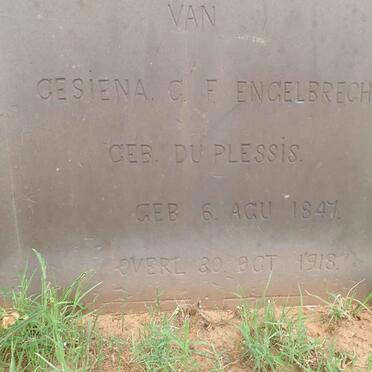 VAN
GESIENA. C. F. ENGELBRECH
GEB. DU PLESSIS.
GEB 6. AGU 1847.
OVERL 30 OCT 1918.